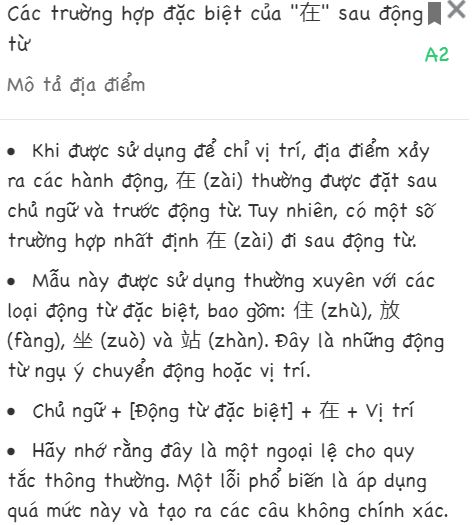 Các trường hợp đặc biệt của "在" sau động
từ
A2
Mô tả địa điểm
• Khi được sử dụng để chỉ vị trí, địa điểm xảy
ra các hành động, 在 (zài) thường được đặt sau
chủ ngữ và trước động từ. Tuy nhiên, có một số
trường hợp nhất định 在 (zài) đi sau động từ.
• Mẫu này được sử dụng thường xuyên với các
loại động từ đặc biệt, bao gồm: 住 (zhù), 放
(fàng), 坐 (zuò) và 站 (zhàn). Đây là những động
từ ngụ ý chuyển động hoặc vị trí.
• Chủ ngữ + [Động từ đặc biệt] + 在 + Vị trí
• Hãy nhớ rằng đây là một ngoại lệ cho quy
tắc thông thường. Một lỗi phổ biến là áp dụng
quá mức này và tạo ra các câu không chính xác.